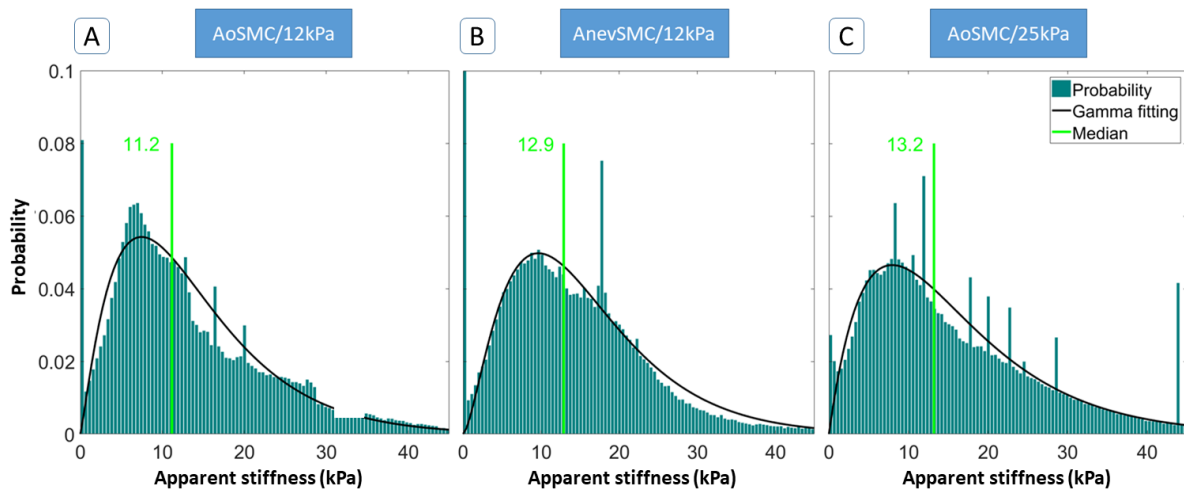 A
AoSMC/12kPa
B
AnevSMC/12kPa
C
AoSMC/25kPa
0.1
0.08
0.06
0.04
0.02
0
Probability
11.2
0 10 20 30 40
Apparent stiffness (kPa)
12.9
0 10 20 30 40
Apparent stiffness (kPa)
Probability
Gamma fitting
Median
13.2
0 10 20 30 40
Apparent stiffness (kPa)